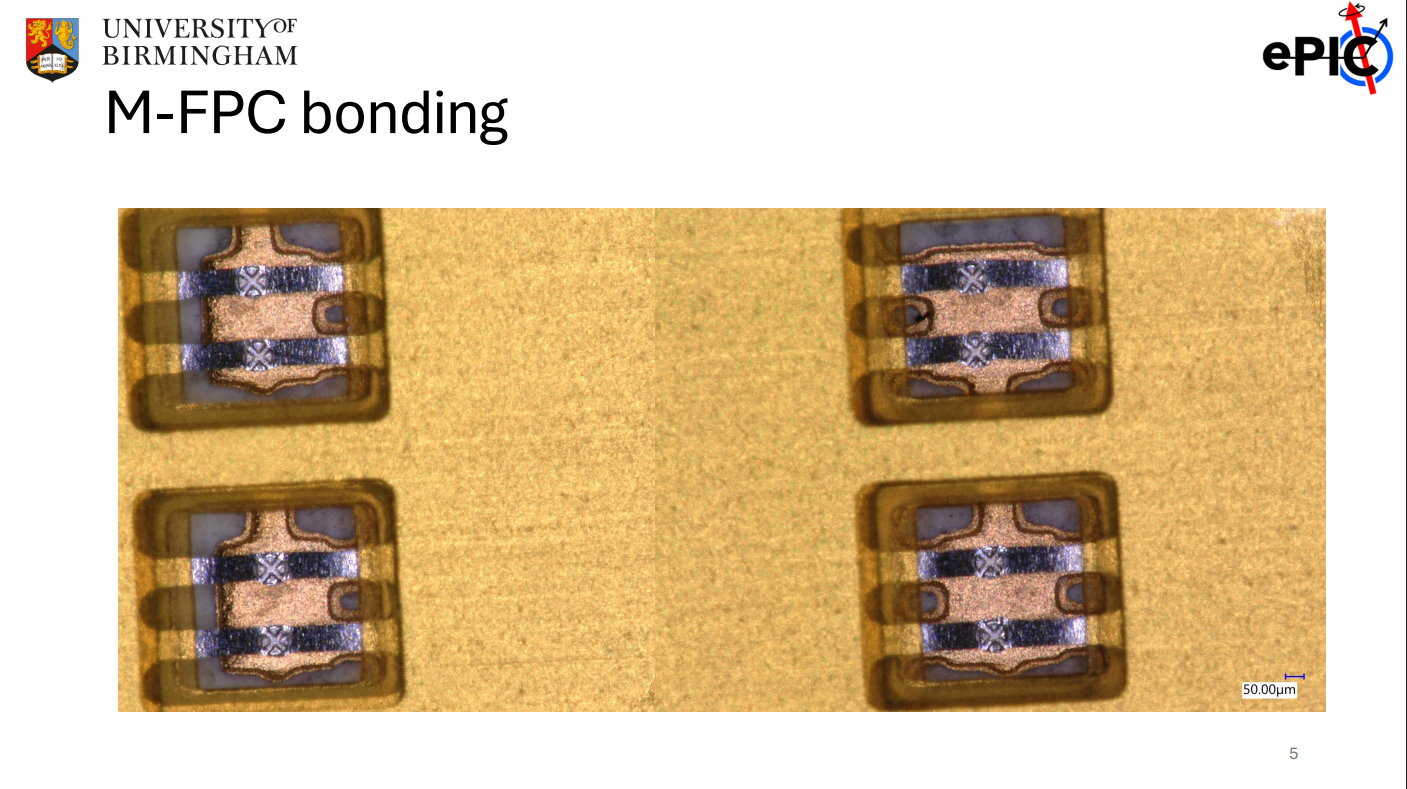 UNIVERSITY OF
BIRMINGHAM
ePIC
M-FPC bonding
50.00µm
5